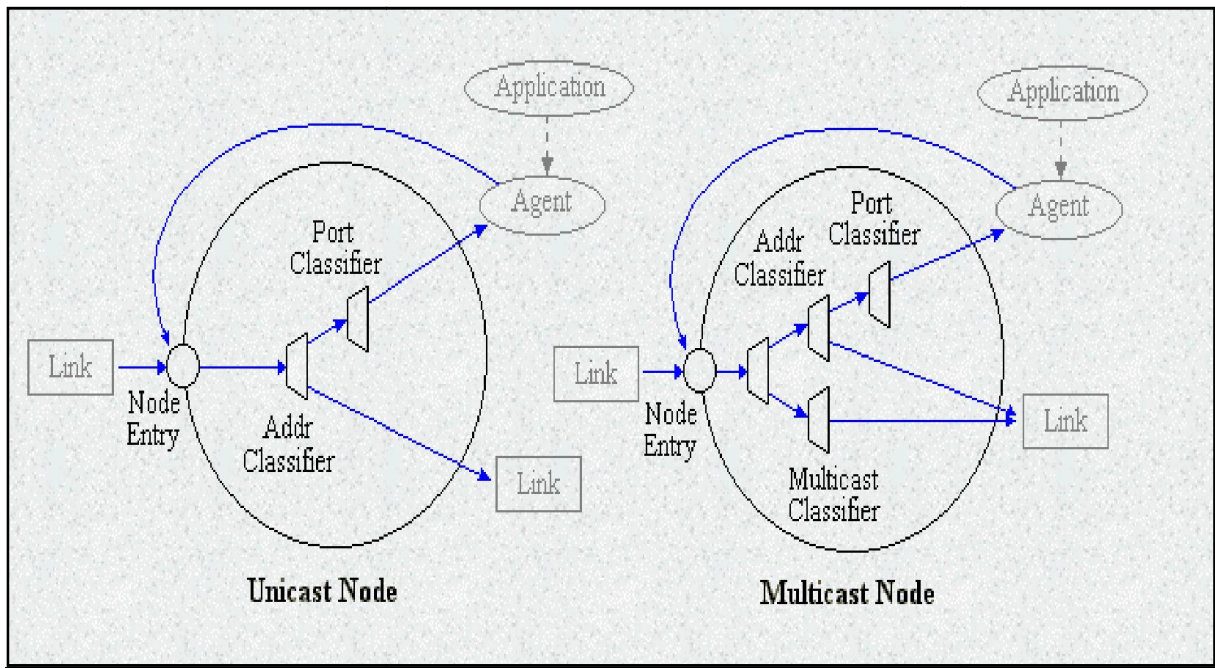 Application
Agent
Port
Classifier
Link
Node
Entry
Addr
Classifier
Link
Unicast Node
Application
Agent
Port
Classifier
Addr
Classifier
Link
Node
Entry
Link
Multicast
Classifier
Multicast Node